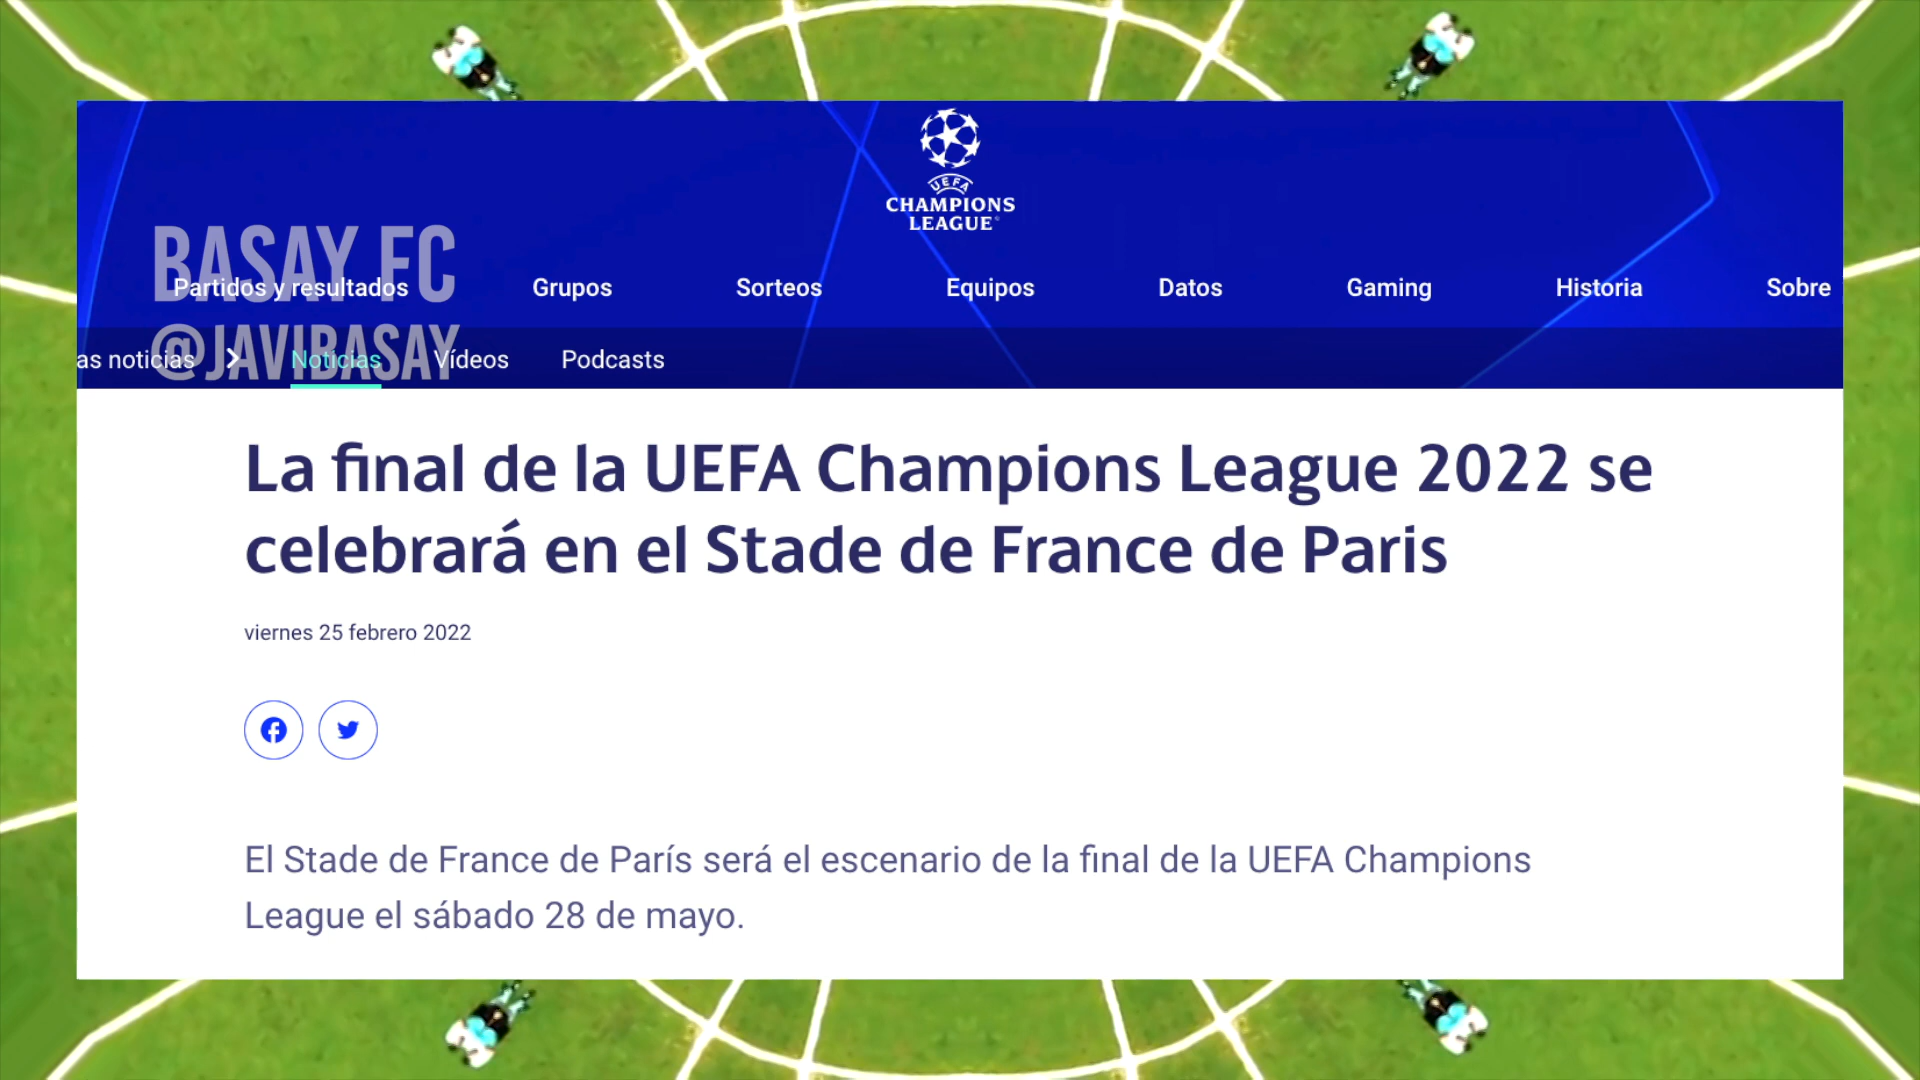 UEFA
CHAMPIONS
LEAGUE
BASAY FC
Partidos y resultados Grupos Sorteos Equipos Datos Gaming Historia Sobre
@JAVIBASAY
as noticias Noticias Vídeos Podcasts
La final de la UEFA Champions League 2022 se
celebrará en el Stade de France de Paris
viernes 25 febrero 2022
El Stade de France de París será el escenario de la final de la UEFA Champions
League el sábado 28 de mayo.